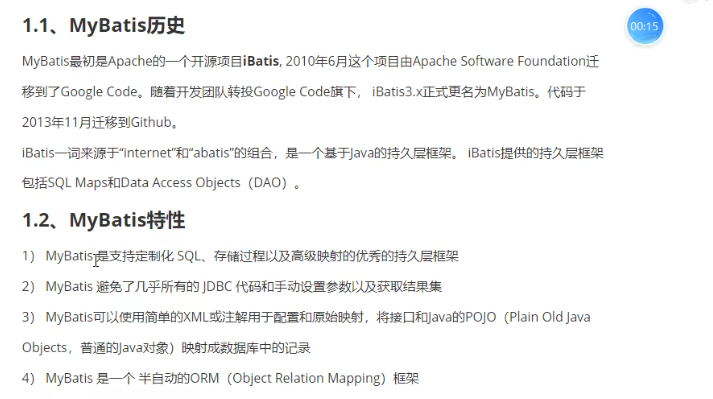 1.1、MyBatis历史
00:15
MyBatis最初是Apache的一个开源项目iBatis, 2010年6月这个项目由Apache Software Foundation迁
移到了Google Code。随着开发团队转投Google Code旗下， iBatis3.x正式更名为MyBatis。代码于
2013年11月迁移到Github。
iBatis一词来源于“internet”和“abatis”的组合，是一个基于Java的持久层框架。 iBatis提供的持久层框架
包括SQL Maps和Data Access Objects（DAO）。
1.2、MyBatis特性
1） MyBatis 是支持定制化 SQL、存储过程以及高级映射的优秀的持久层框架
2） MyBatis 避免了几乎所有的 JDBC 代码和手动设置参数以及获取结果集
3） MyBatis可以使用简单的XML或注解用于配置和原始映射，将接口和Java的POJO（Plain Old Java
Objects，普通的Java对象）映射成数据库中的记录
4） MyBatis 是一个 半自动的ORM（Object Relation Mapping）框架